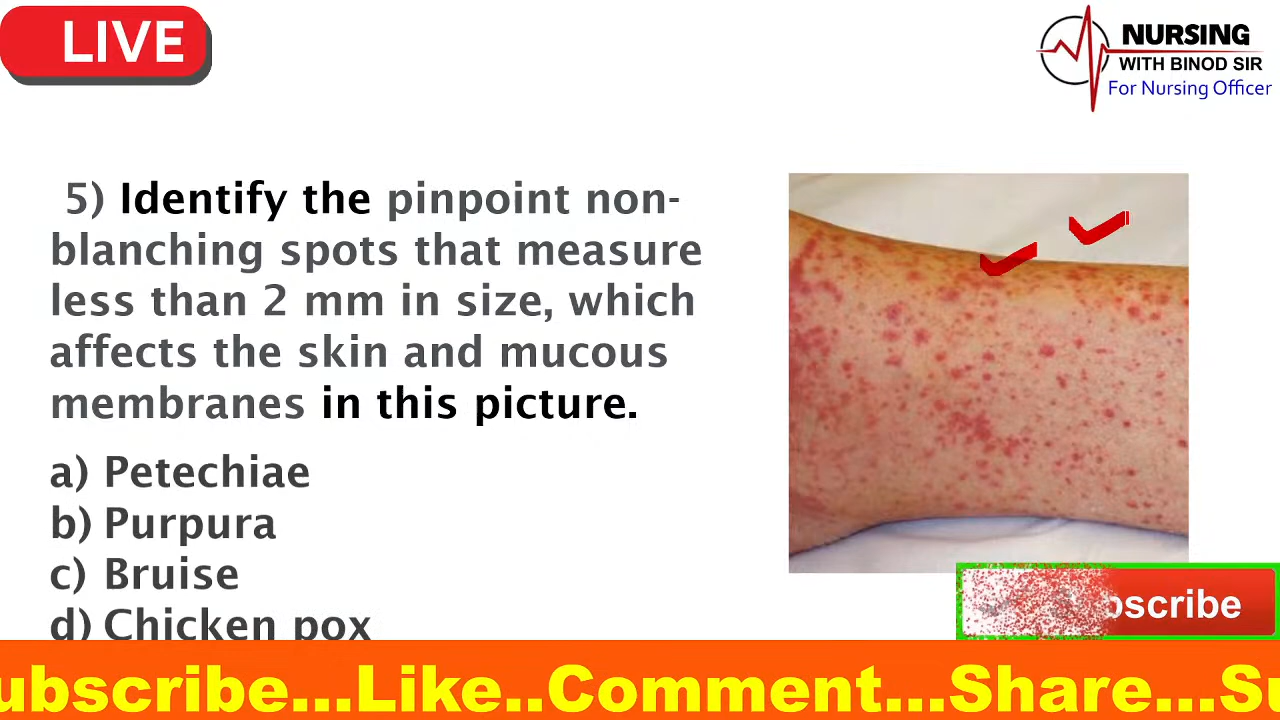 LIVE
NURSING
WITH BINOD SIR
For Nursing Officer
5) Identify the pinpoint non-
blanching spots that measure
less than 2 mm in size, which
affects the skin and mucous
membranes in this picture.
a) Petechiae
b) Purpura
c) Bruise
d) Chicken pox
bscribe
ubscribe...Like..Comment...Share...Su